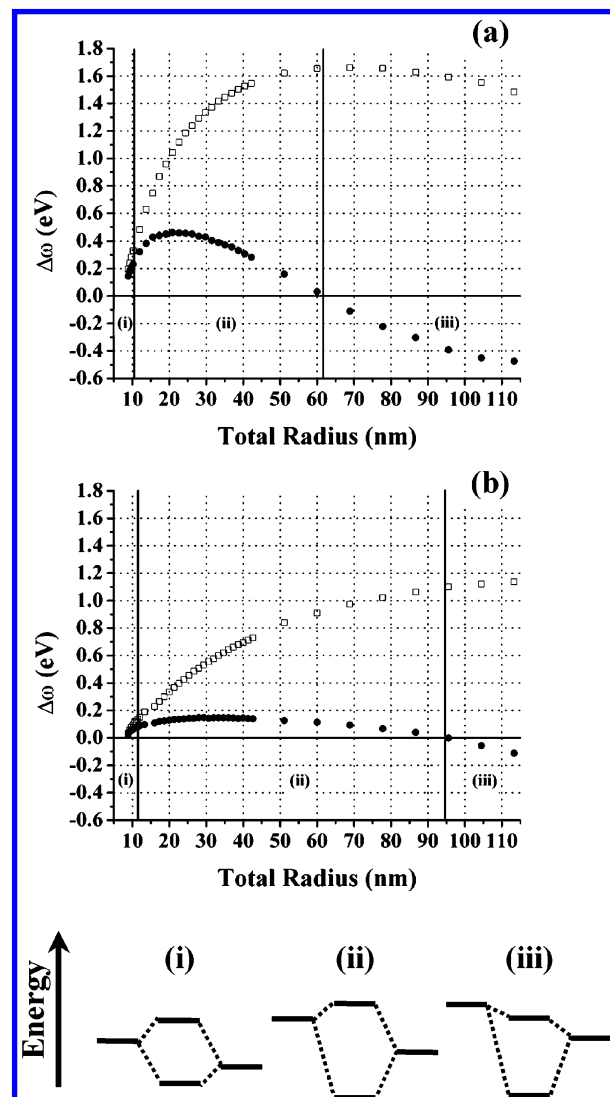 (a)
1.8
1.6
1.4
1.2
1.0
0.8
0.6
0.4
0.2
0.0
-0.2
-0.4
-0.6
Δω (eV)
(i)
(ii)
(iii)
10 20 30 40 50 60 70 80 90 100 110
Total Radius (nm)
(b)
1.8
1.6
1.4
1.2
1.0
0.8
0.6
0.4
0.2
0.0
-0.2
-0.4
-0.6
Δω (eV)
(i)
(ii)
(iii)
10 20 30 40 50 60 70 80 90 100 110
Total Radius (nm)
Energy
(i)
(ii)
(iii)